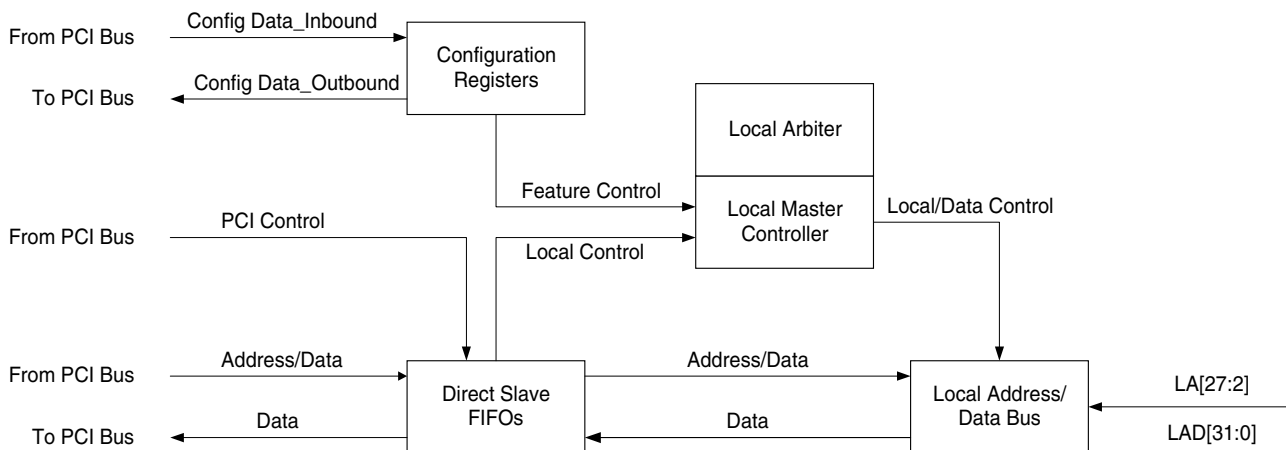 From PCI Bus
Config Data_Inbound
To PCI Bus
Config Data_Outbound
Configuration
Registers
Local Arbiter
Feature Control
Local Master
Controller
Local/Data Control
From PCI Bus
PCI Control
Local Control
From PCI Bus
Address/Data
Direct Slave
FIFOs
Address/Data
Local Address/
Data Bus
LA[27:2]
To PCI Bus
Data
Data
LAD[31:0]